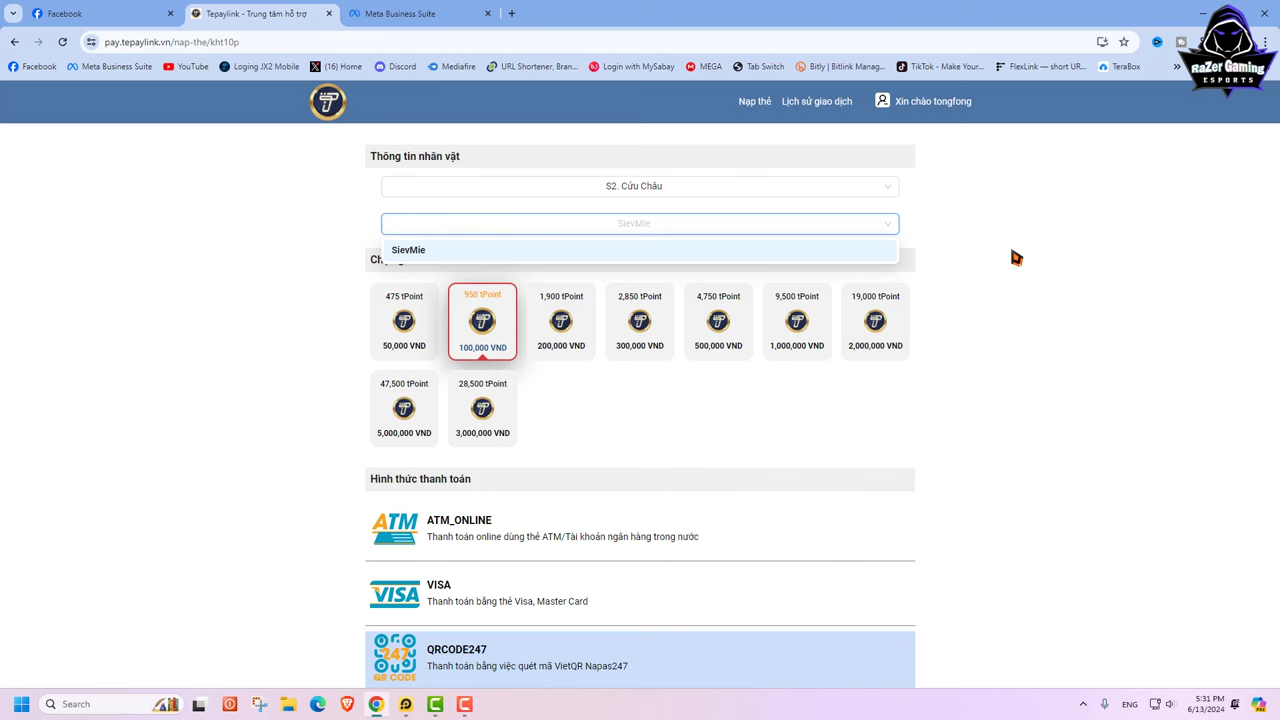 Facebook
Tepaylink - Trung tâm hỗ trợ
Meta Business Suite
pay.tepaylink.vn/nap-the/kht10p
Facebook
Meta Business Suite
YouTube
Loging JX2 Mobile
(16) Home
Discord
Mediafire
URL Shortner, Bran...
Login with MySabay
MEGA
Tab Switch
Bitly | Bitlink Manag...
TikTok - Make Your...
FlexLink — short UR...
TeraBox
RaZer Gaming
ESPORTS
Nạp thẻ
Lịch sử giao dịch
Xin chào tongfong
Thông tin nhân vật
S2. Cửu Châu
SievMie
SievMie
475 tPoint
950 tPoint
1,900 tPoint
2,850 tPoint
4,750 tPoint
9,500 tPoint
19,000 tPoint
50,000 VND
100,000 VND
200,000 VND
300,000 VND
500,000 VND
1,000,000 VND
2,000,000 VND
47,500 tPoint
28,500 tPoint
5,000,000 VND
3,000,000 VND
Hình thức thanh toán
ATM
ATM_ONLINE
Thanh toán online dùng thẻ ATM/Tài khoản ngân hàng trong nước
VISA
VISA
Thanh toán bằng thẻ Visa, Master Card
247
QR CODE
QRCODE247
Thanh toán bằng việc quét mã VietQR Napas247
Search
ENG
5:31 PM
6/13/2024